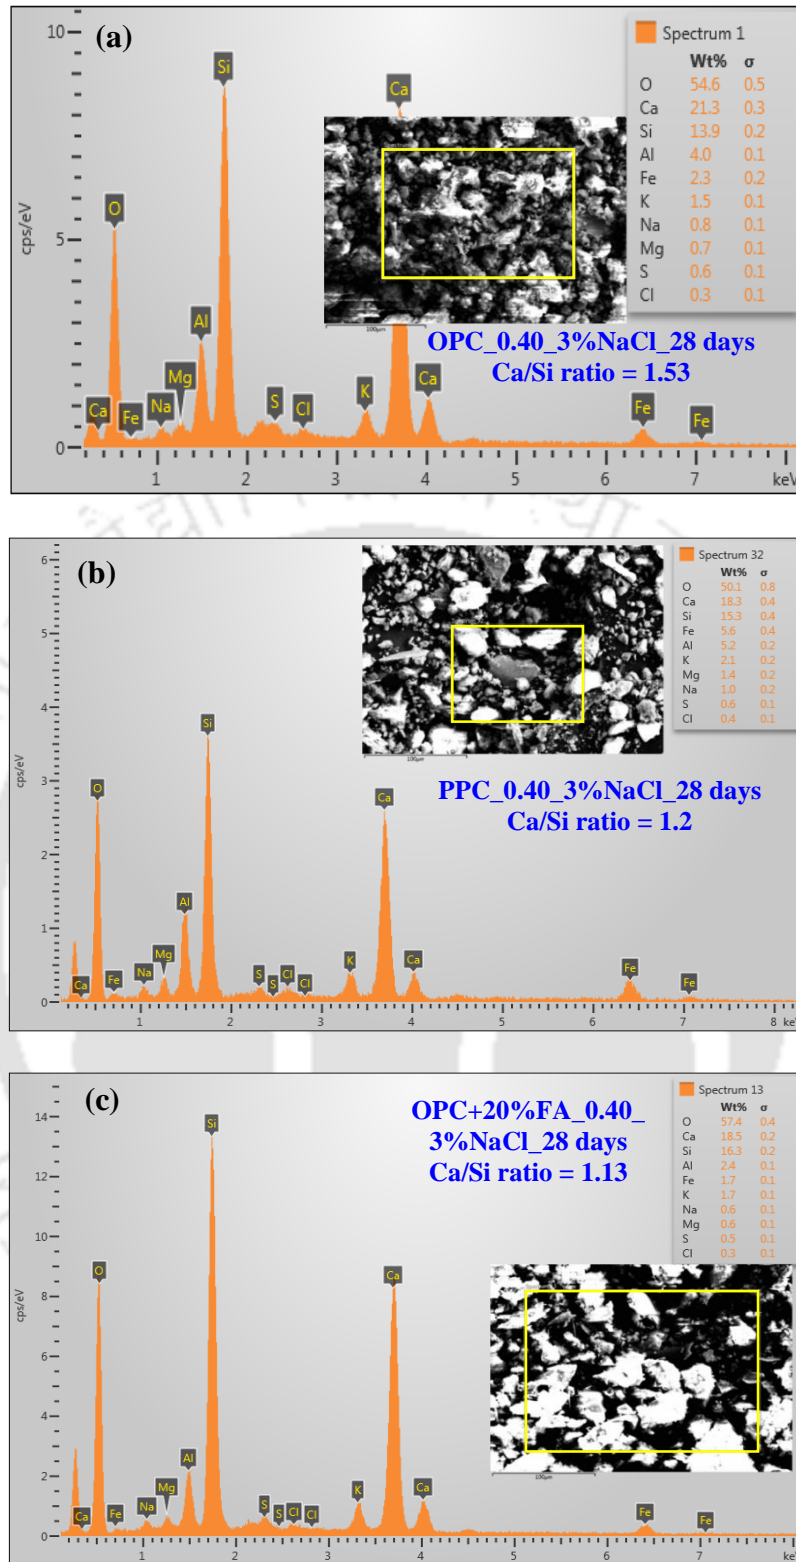 (a)
10
5
0
cps/eV
Ca
O
Fe
Na
Mg
Al
Si
S
Cl
K
Ca
Ca
Fe
Fe
1 2 3 4 5 6 7 keV
Spectrum 1
Wt% σ
O 54.6 0.5
Ca 21.3 0.3
Si 13.9 0.2
Al 4.0 0.1
Fe 2.3 0.2
K 1.5 0.1
Na 0.8 0.1
Mg 0.7 0.1
S 0.6 0.1
Cl 0.3 0.1
100µm
OPC_0.40_3%NaCl_28 days
Ca/Si ratio = 1.53
(b)
6
5
4
3
2
1
0
cps/eV
Ca
O
Fe
Na
Mg
Al
Si
S
S
Cl
Cl
K
Ca
Ca
Fe
Fe
1 2 3 4 5 6 7 8 keV
Spectrum 32
Wt% σ
O 50.1 0.8
Ca 18.3 0.4
Si 15.3 0.4
Fe 5.6 0.4
Al 5.2 0.2
K 2.1 0.2
Mg 1.4 0.2
Na 1.0 0.2
S 0.6 0.1
Cl 0.4 0.1
100µm
PPC_0.40_3%NaCl_28 days
Ca/Si ratio = 1.2
(c)
14
12
10
8
6
4
2
0
cps/eV
Ca
O
Fe
Na
Mg
Al
Si
S
S
Cl
Cl
K
Ca
Ca
Fe
Fe
1 2 3 4 5 6 7 8 keV
OPC+20%FA_0.40_
3%NaCl_28 days
Ca/Si ratio = 1.13
Spectrum 13
Wt% σ
O 57.4 0.4
Ca 18.5 0.2
Si 16.3 0.2
Al 2.4 0.1
Fe 1.7 0.1
K 1.7 0.1
Na 0.6 0.1
Mg 0.6 0.1
S 0.5 0.1
Cl 0.3 0.1
100µm